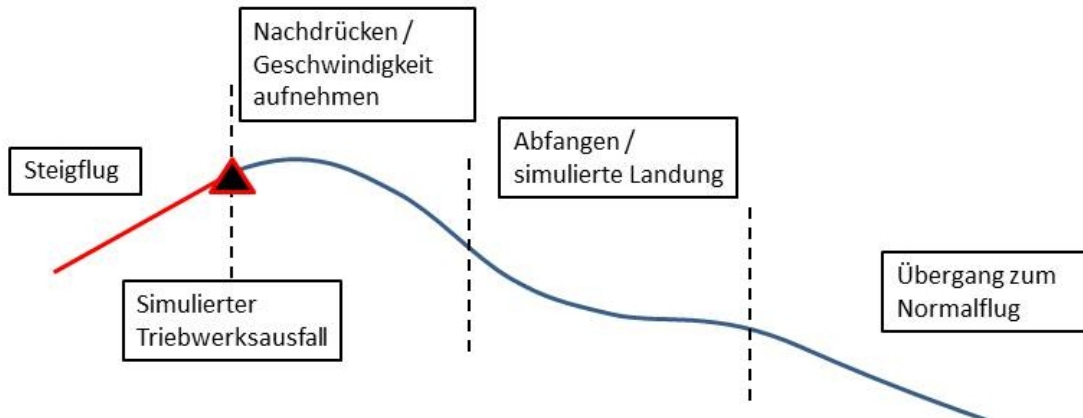 Nachdrücken /
Geschwindigkeit
aufnehmen
Steigflug
Abfangen /
simulierte Landung
Simulierter
Triebwerksausfall
Übergang zum
Normalflug